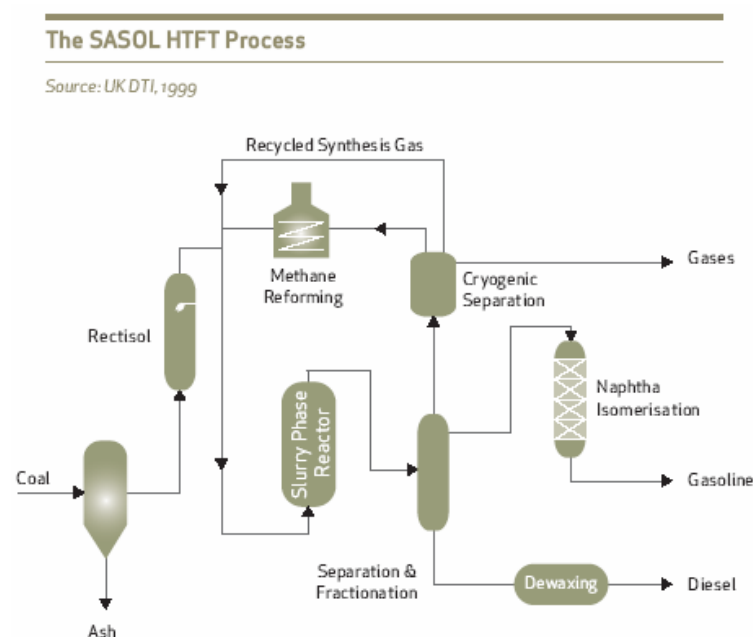 The SASOL HTFT Process
Source: UK DTI, 1999
Recycled Synthesis Gas
Methane
Reforming
Cryogenic
Separation
Gases
Rectisol
Slurry Phase
Reactor
Naphtha
Isomerisation
Coal
Gasoline
Separation &
Fractionation
Dewaxing
Diesel
Ash